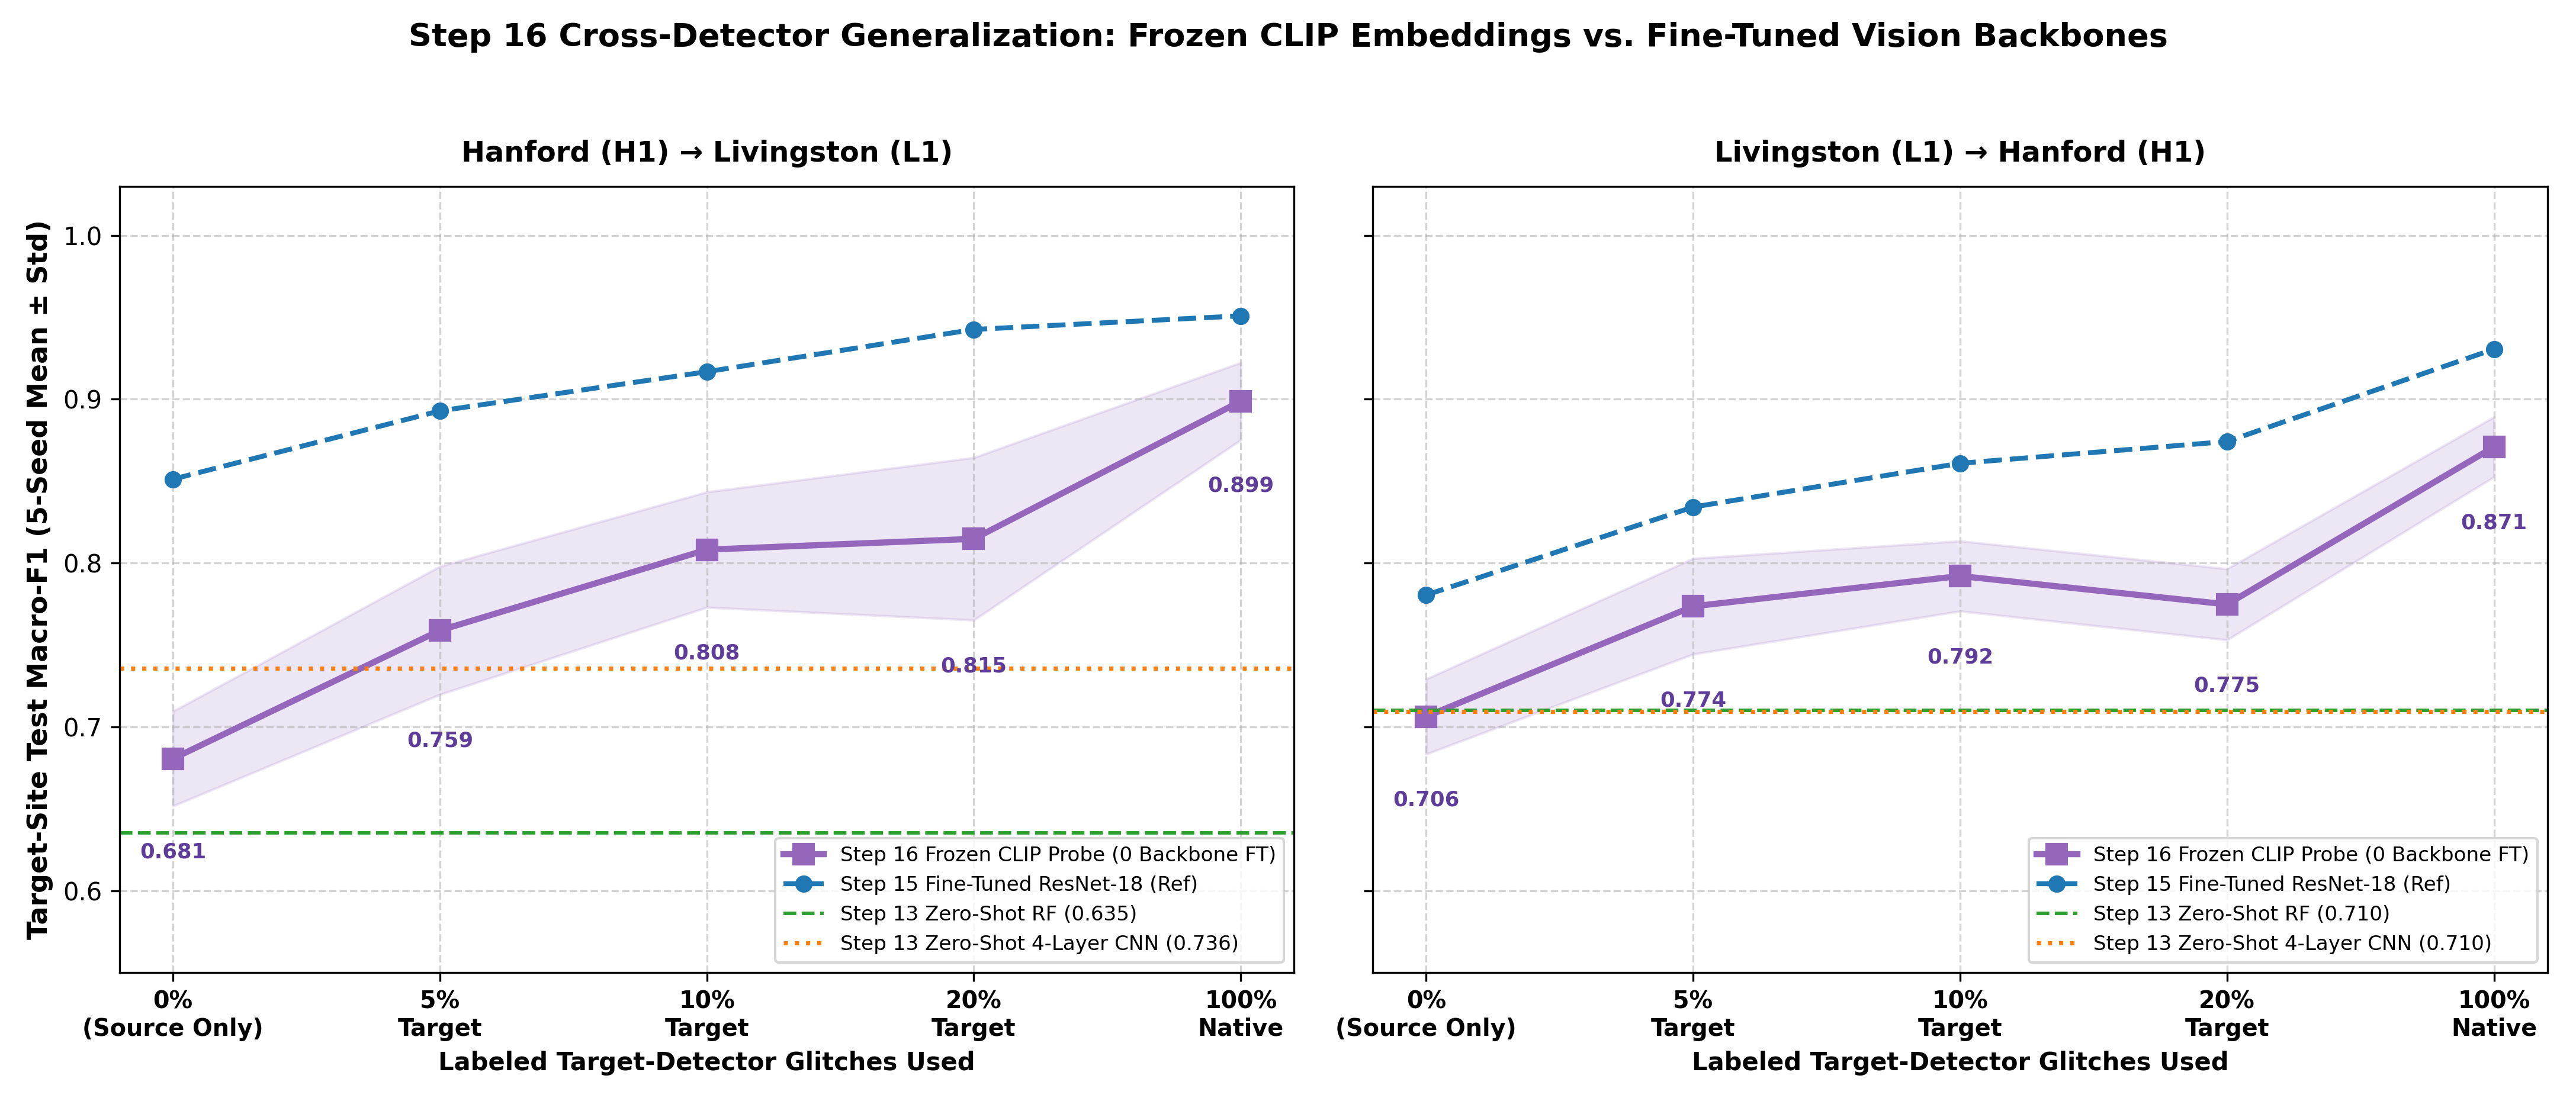 Step 16 Cross-Detector Generalization: Frozen CLIP Embeddings vs. Fine-Tuned Vision Backbones
Hanford (H1) → Livingston (L1)
Target-Site Test Macro-F1 (5-Seed Mean ± Std)
1.0
0.9
0.8
0.7
0.6
0.681
0.759
0.808
0.815
0.899
Step 16 Frozen CLIP Probe (0 Backbone FT)
Step 15 Fine-Tuned ResNet-18 (Ref)
Step 13 Zero-Shot RF (0.635)
Step 13 Zero-Shot 4-Layer CNN (0.736)
0%
(Source Only)
5%
Target
10%
Target
20%
Target
100%
Native
Labeled Target-Detector Glitches Used
Livingston (L1) → Hanford (H1)
0.706
0.774
0.792
0.775
0.871
Step 16 Frozen CLIP Probe (0 Backbone FT)
Step 15 Fine-Tuned ResNet-18 (Ref)
Step 13 Zero-Shot RF (0.710)
Step 13 Zero-Shot 4-Layer CNN (0.710)
0%
(Source Only)
5%
Target
10%
Target
20%
Target
100%
Native
Labeled Target-Detector Glitches Used